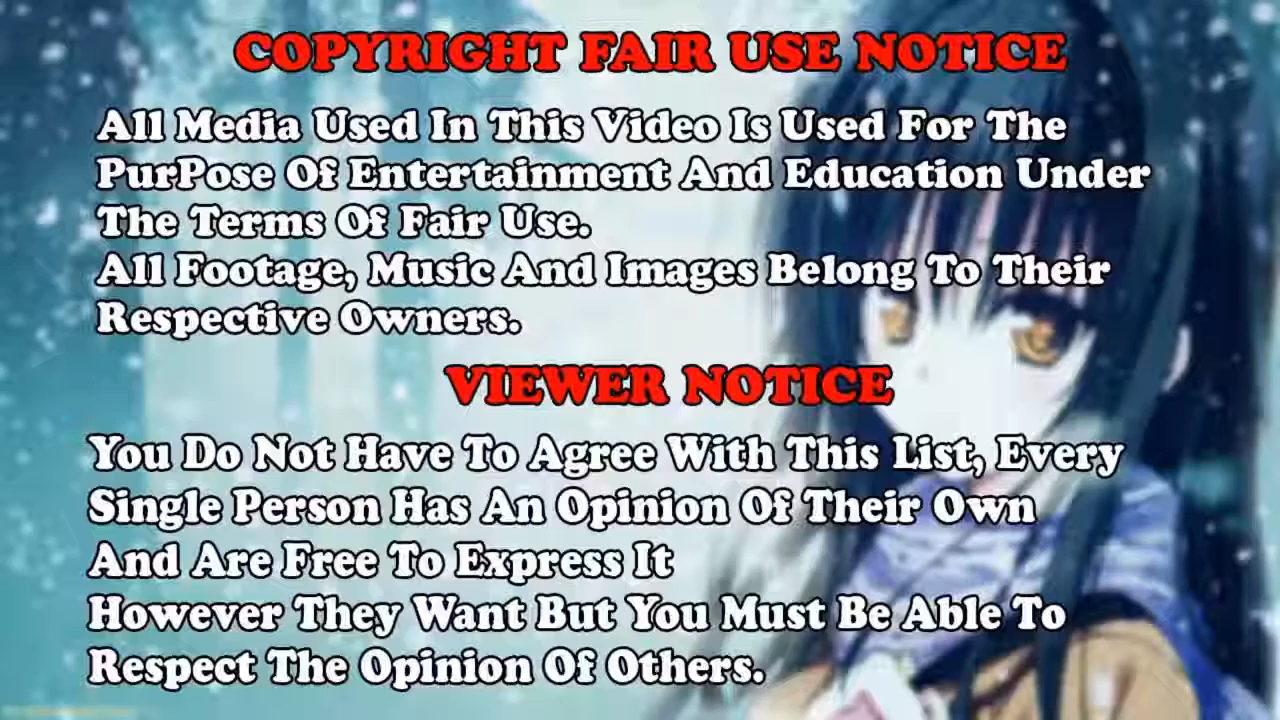 COPYRIGHT FAIR USE NOTICE
All Media Used In This Video Is Used For The
PurPose Of Entertainment And Education Under
The Terms Of Fair Use.
All Footage, Music And Images Belong To Their
Respective Owners.
VIEWER NOTICE
You Do Not Have To Agree With This List, Every
Single Person Has An Opinion Of Their Own
And Are Free To Express It
However They Want But You Must Be Able To
Respect The Opinion Of Others.